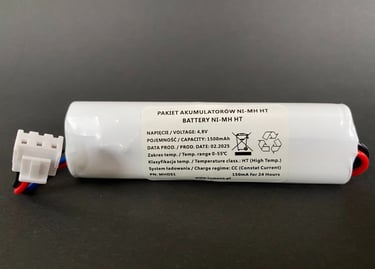 PAKIET AKUMULATORÓW NI-MH HT
BATTERY NI-MH HT
NAPIĘCIE / VOLTAGE: 4,8V
POJEMNOŚĆ / CAPACITY: 1500mAh
DATA PROD. / PROD. DATE: 02.2025
Zakres temp. / Temp. range 0-55°C
Klasyfikacja temp. / Temperature class.: HT (High Temp.)
System ładowania / Charge regime: CC (Constat Current)
150mA for 24 Hours